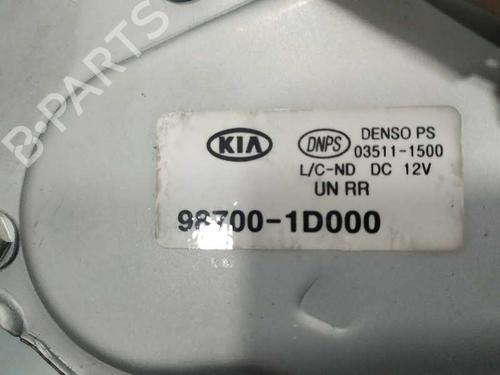 B-PARTS
KIA DNPS DENSO PS
03511-1500
L/C-ND DC 12V
UN RR
98700-1D000